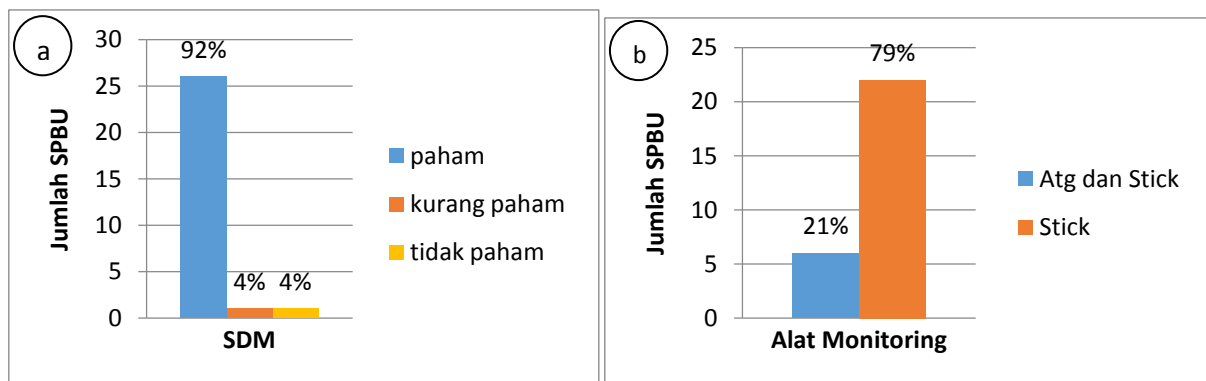 a
30
25
20
15
10
5
0
Jumlah SPBU
92%
4%
4%
SDM
paham
kurang paham
tidak paham
b
25
20
15
10
5
0
Jumlah SPBU
21%
79%
Alat Monitoring
Atg dan Stick
Stick